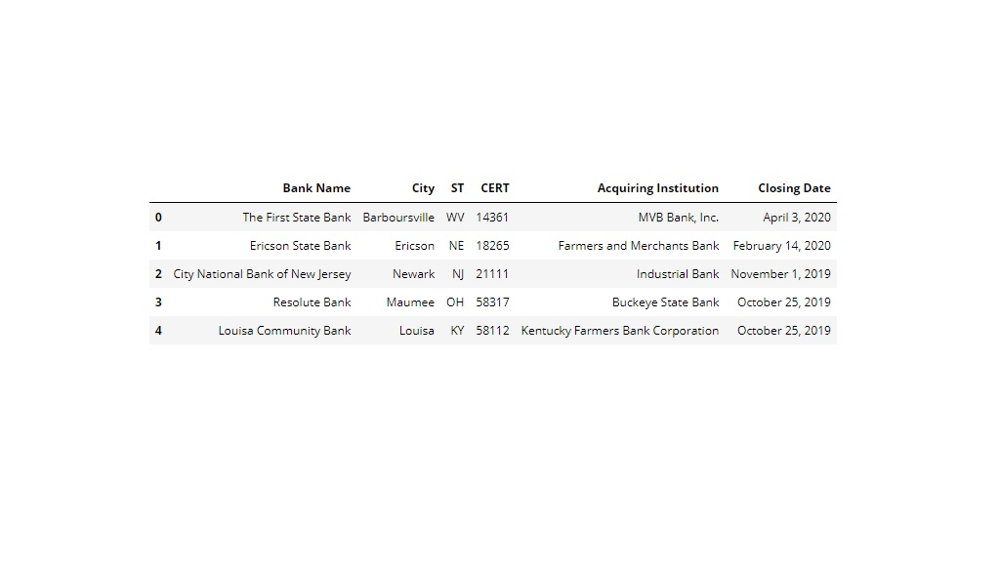 Bank Name City ST CERT Acquiring Institution Closing Date
0 The First State Bank Barboursville WV 14361 MVB Bank, Inc. April 3, 2020
1 Ericson State Bank Ericson NE 18265 Farmers and Merchants Bank February 14, 2020
2 City National Bank of New Jersey Newark NJ 21111 Industrial Bank November 1, 2019
3 Resolute Bank Maumee OH 58317 Buckeye State Bank October 25, 2019
4 Louisa Community Bank Louisa KY 58112 Kentucky Farmers Bank Corporation October 25, 2019